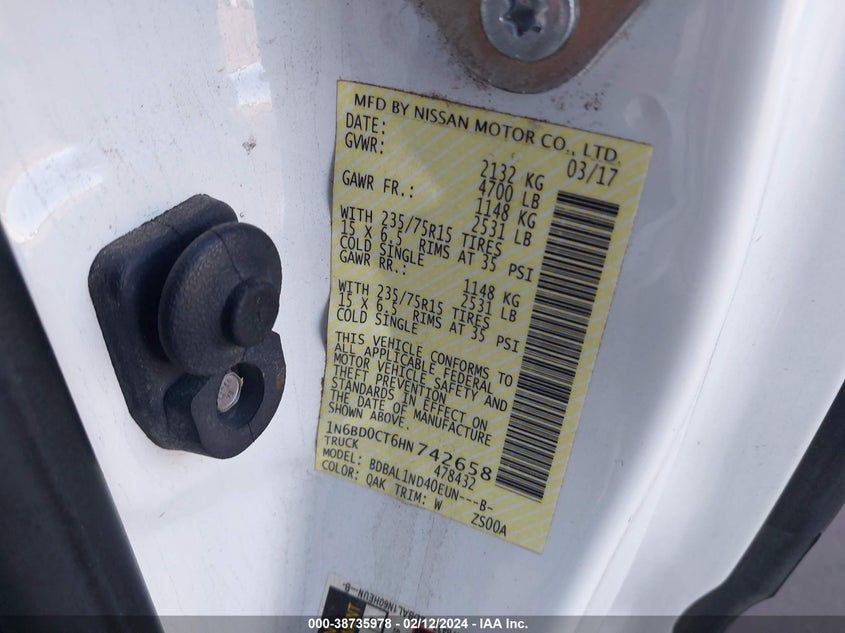 MFD BY NISSAN MOTOR CO., LTD.
DATE: 03/17
GVWR: 2132 KG
4700 LB
GAWR FR.: 1148 KG
2531 LB
WITH 235/75R15 TIRES
15 X 6.5 RIMS AT 35 PSI
COLD SINGLE
GAWR RR.: 1148 KG
2531 LB
WITH 235/75R15 TIRES
15 X 6.5 RIMS AT 35 PSI
COLD SINGLE
THIS VEHICLE CONFORMS TO
ALL APPLICABLE FEDERAL
MOTOR VEHICLE SAFETY AND
THEFT PREVENTION
STANDARDS IN EFFECT ON
THE DATE OF MANUFACTURE
SHOWN ABOVE.
1N6BD0CT6HN742658
TRUCK 478432
MODEL: BDBAL1ND40EUN---B-
COLOR: QAK TRIM: W ZS00A
000-38735978 - 02/12/2024 - IAA Inc.